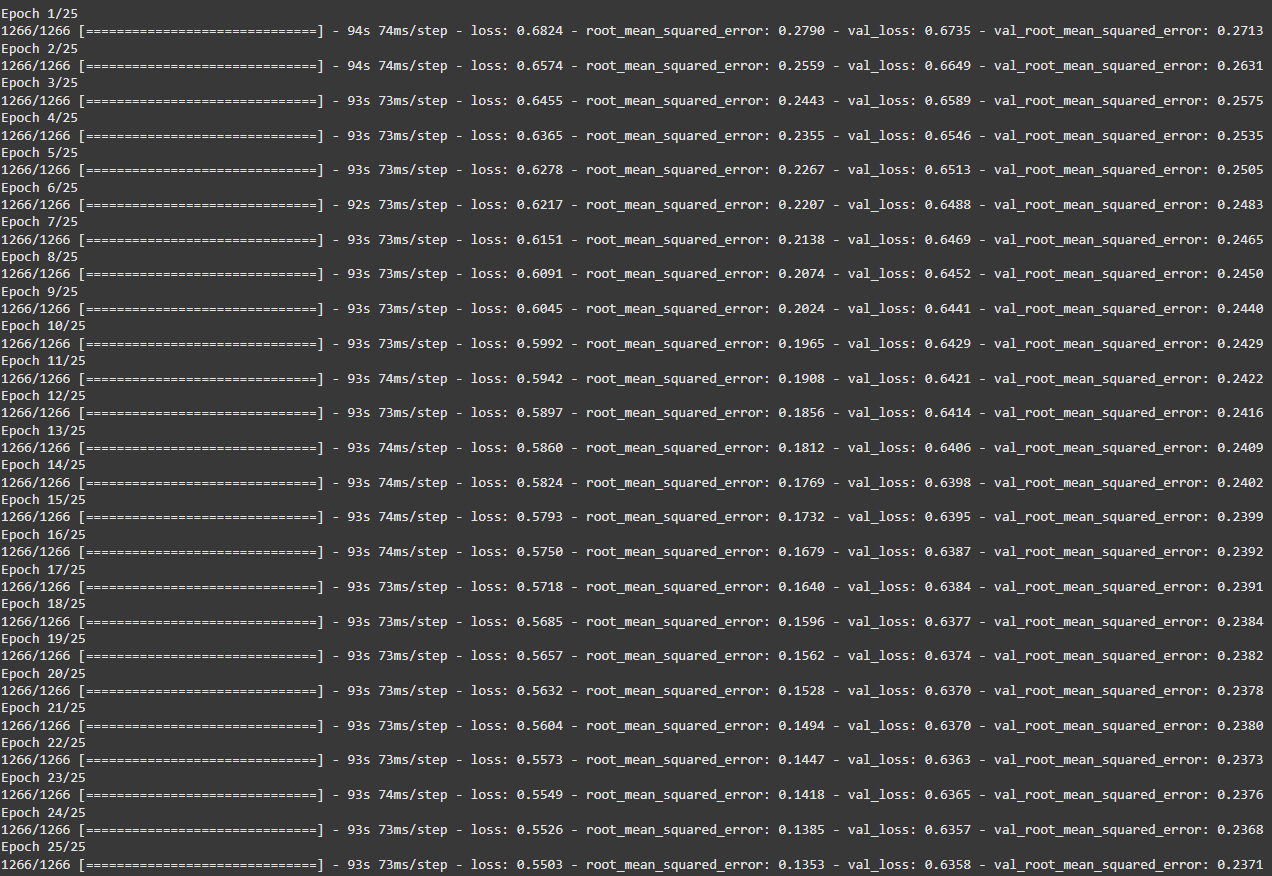 Epoch 1/25
1266/1266 [==============================] - 94s 74ms/step - loss: 0.6824 - root_mean_squared_error: 0.2790 - val_loss: 0.6735 - val_root_mean_squared_error: 0.2713
Epoch 2/25
1266/1266 [==============================] - 94s 74ms/step - loss: 0.6574 - root_mean_squared_error: 0.2559 - val_loss: 0.6649 - val_root_mean_squared_error: 0.2631
Epoch 3/25
1266/1266 [==============================] - 93s 73ms/step - loss: 0.6455 - root_mean_squared_error: 0.2443 - val_loss: 0.6589 - val_root_mean_squared_error: 0.2575
Epoch 4/25
1266/1266 [==============================] - 93s 73ms/step - loss: 0.6365 - root_mean_squared_error: 0.2355 - val_loss: 0.6546 - val_root_mean_squared_error: 0.2535
Epoch 5/25
1266/1266 [==============================] - 93s 73ms/step - loss: 0.6278 - root_mean_squared_error: 0.2267 - val_loss: 0.6513 - val_root_mean_squared_error: 0.2505
Epoch 6/25
1266/1266 [==============================] - 92s 73ms/step - loss: 0.6217 - root_mean_squared_error: 0.2207 - val_loss: 0.6488 - val_root_mean_squared_error: 0.2483
Epoch 7/25
1266/1266 [==============================] - 93s 73ms/step - loss: 0.6151 - root_mean_squared_error: 0.2138 - val_loss: 0.6469 - val_root_mean_squared_error: 0.2465
Epoch 8/25
1266/1266 [==============================] - 93s 73ms/step - loss: 0.6091 - root_mean_squared_error: 0.2074 - val_loss: 0.6452 - val_root_mean_squared_error: 0.2450
Epoch 9/25
1266/1266 [==============================] - 93s 73ms/step - loss: 0.6045 - root_mean_squared_error: 0.2024 - val_loss: 0.6441 - val_root_mean_squared_error: 0.2440
Epoch 10/25
1266/1266 [==============================] - 93s 73ms/step - loss: 0.5992 - root_mean_squared_error: 0.1965 - val_loss: 0.6429 - val_root_mean_squared_error: 0.2429
Epoch 11/25
1266/1266 [==============================] - 93s 74ms/step - loss: 0.5942 - root_mean_squared_error: 0.1908 - val_loss: 0.6421 - val_root_mean_squared_error: 0.2422
Epoch 12/25
1266/1266 [==============================] - 93s 73ms/step - loss: 0.5897 - root_mean_squared_error: 0.1856 - val_loss: 0.6414 - val_root_mean_squared_error: 0.2416
Epoch 13/25
1266/1266 [==============================] - 93s 74ms/step - loss: 0.5860 - root_mean_squared_error: 0.1812 - val_loss: 0.6406 - val_root_mean_squared_error: 0.2409
Epoch 14/25
1266/1266 [==============================] - 93s 74ms/step - loss: 0.5824 - root_mean_squared_error: 0.1769 - val_loss: 0.6398 - val_root_mean_squared_error: 0.2402
Epoch 15/25
1266/1266 [==============================] - 93s 74ms/step - loss: 0.5793 - root_mean_squared_error: 0.1732 - val_loss: 0.6395 - val_root_mean_squared_error: 0.2399
Epoch 16/25
1266/1266 [==============================] - 93s 74ms/step - loss: 0.5750 - root_mean_squared_error: 0.1679 - val_loss: 0.6387 - val_root_mean_squared_error: 0.2392
Epoch 17/25
1266/1266 [==============================] - 93s 73ms/step - loss: 0.5718 - root_mean_squared_error: 0.1640 - val_loss: 0.6384 - val_root_mean_squared_error: 0.2391
Epoch 18/25
1266/1266 [==============================] - 93s 73ms/step - loss: 0.5685 - root_mean_squared_error: 0.1596 - val_loss: 0.6377 - val_root_mean_squared_error: 0.2384
Epoch 19/25
1266/1266 [==============================] - 93s 73ms/step - loss: 0.5657 - root_mean_squared_error: 0.1562 - val_loss: 0.6374 - val_root_mean_squared_error: 0.2382
Epoch 20/25
1266/1266 [==============================] - 93s 73ms/step - loss: 0.5632 - root_mean_squared_error: 0.1528 - val_loss: 0.6370 - val_root_mean_squared_error: 0.2378
Epoch 21/25
1266/1266 [==============================] - 93s 73ms/step - loss: 0.5604 - root_mean_squared_error: 0.1494 - val_loss: 0.6370 - val_root_mean_squared_error: 0.2380
Epoch 22/25
1266/1266 [==============================] - 93s 73ms/step - loss: 0.5573 - root_mean_squared_error: 0.1447 - val_loss: 0.6363 - val_root_mean_squared_error: 0.2373
Epoch 23/25
1266/1266 [==============================] - 93s 74ms/step - loss: 0.5549 - root_mean_squared_error: 0.1418 - val_loss: 0.6365 - val_root_mean_squared_error: 0.2376
Epoch 24/25
1266/1266 [==============================] - 93s 73ms/step - loss: 0.5526 - root_mean_squared_error: 0.1385 - val_loss: 0.6357 - val_root_mean_squared_error: 0.2368
Epoch 25/25
1266/1266 [==============================] - 93s 73ms/step - loss: 0.5503 - root_mean_squared_error: 0.1353 - val_loss: 0.6358 - val_root_mean_squared_error: 0.2371